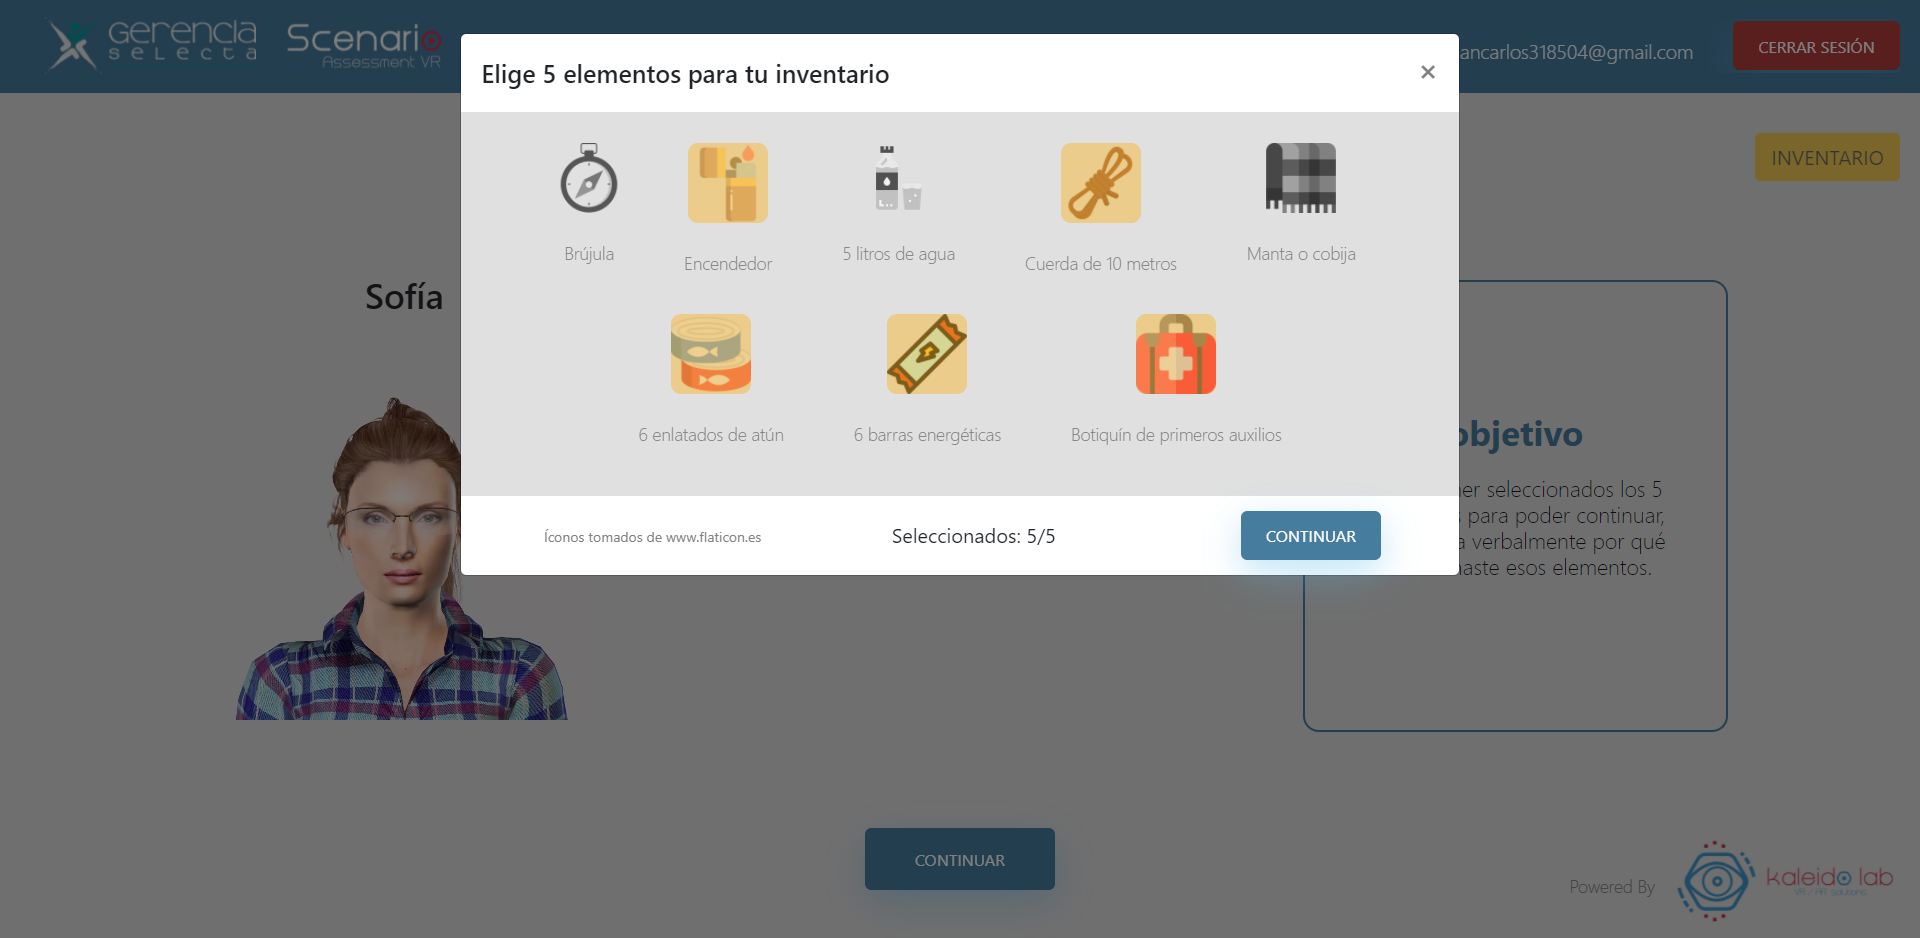 Gerencia
selecta
Scenario
Assessment VR
ancarlos318504@gmail.com
CERRAR SESIÓN
Elige 5 elementos para tu inventario
×
INVENTARIO
Brújula
Encendedor
5 litros de agua
Cuerda de 10 metros
Manta o cobija
Sofía
6 enlatados de atún
6 barras energéticas
Botiquín de primeros auxilios
objetivo
er seleccionados los 5
para poder continuar,
a verbalmente por qué
aste esos elementos.
Íconos tomados de www.flaticon.es
Seleccionados: 5/5
CONTINUAR
CONTINUAR
Powered By
kaleido lab
VR / AR solutions